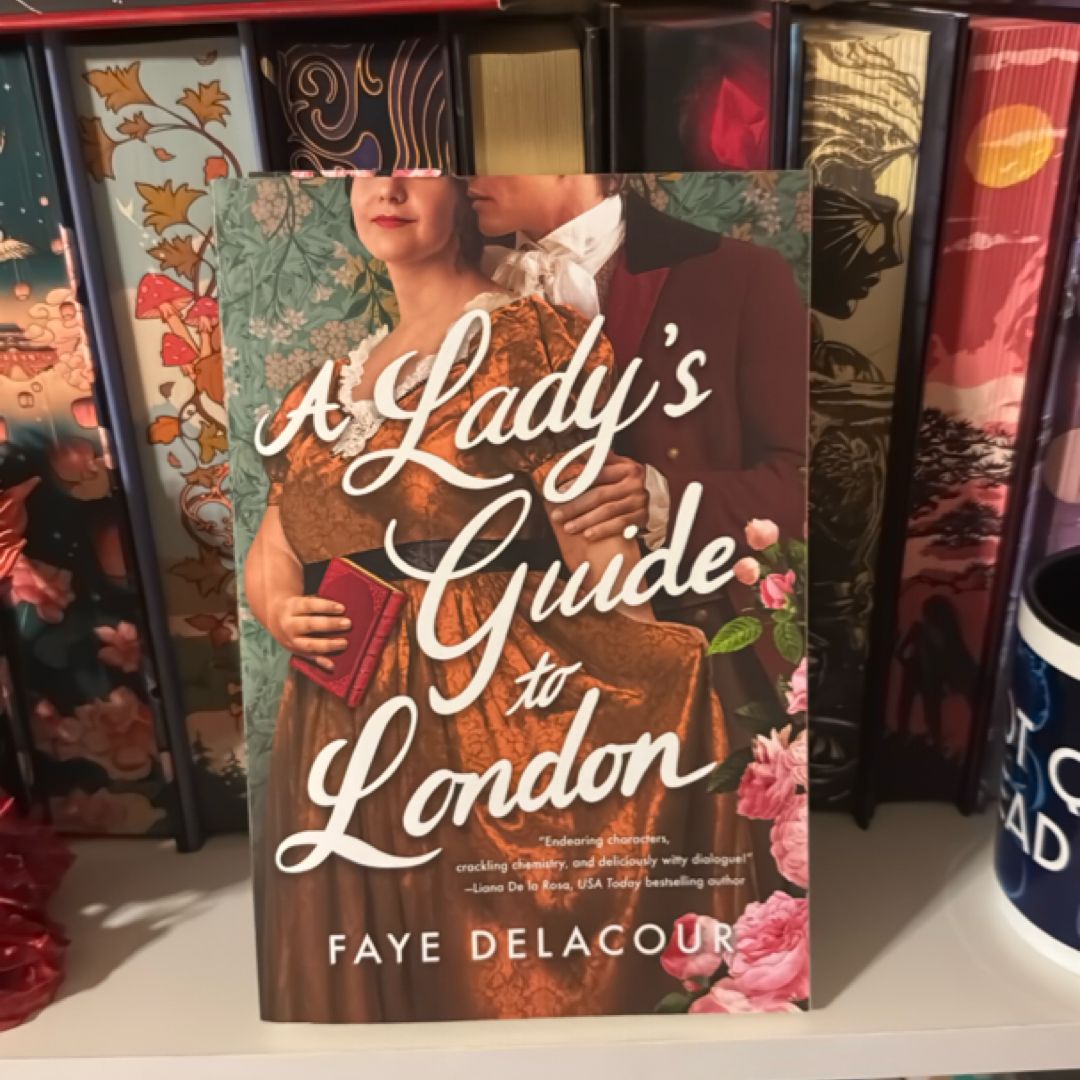 A Lady's
Guide
to
London
"Endearing characters,
crackling chemistry, and deliciously witty dialogue!"
—Liana De la Rosa, USA Today bestselling author
FAYE DELACOUR